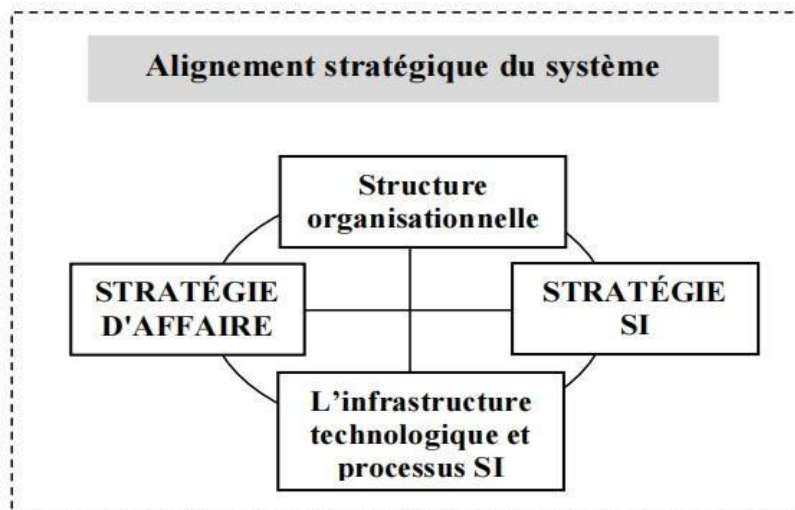 Alignement stratégique du système
Structure
organisationnelle
STRATÉGIE
D'AFFAIRE
STRATÉGIE
SI
L’infrastructure
technologique et
processus SI